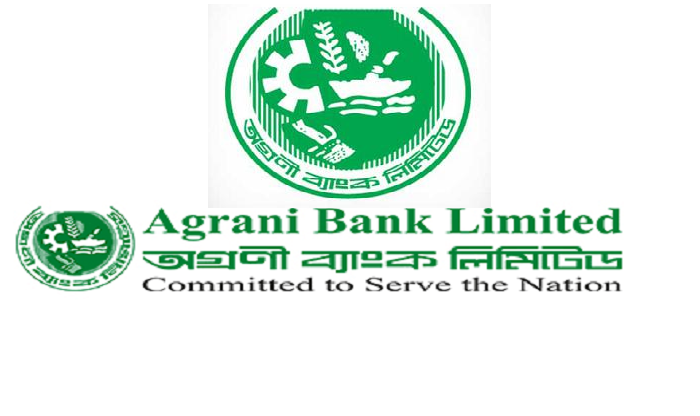 অগ্রণী ব্যাংক লিমিটেড
Agrani Bank Limited
অগ্রণী ব্যাংক লিমিটেড
Committed to Serve the Nation